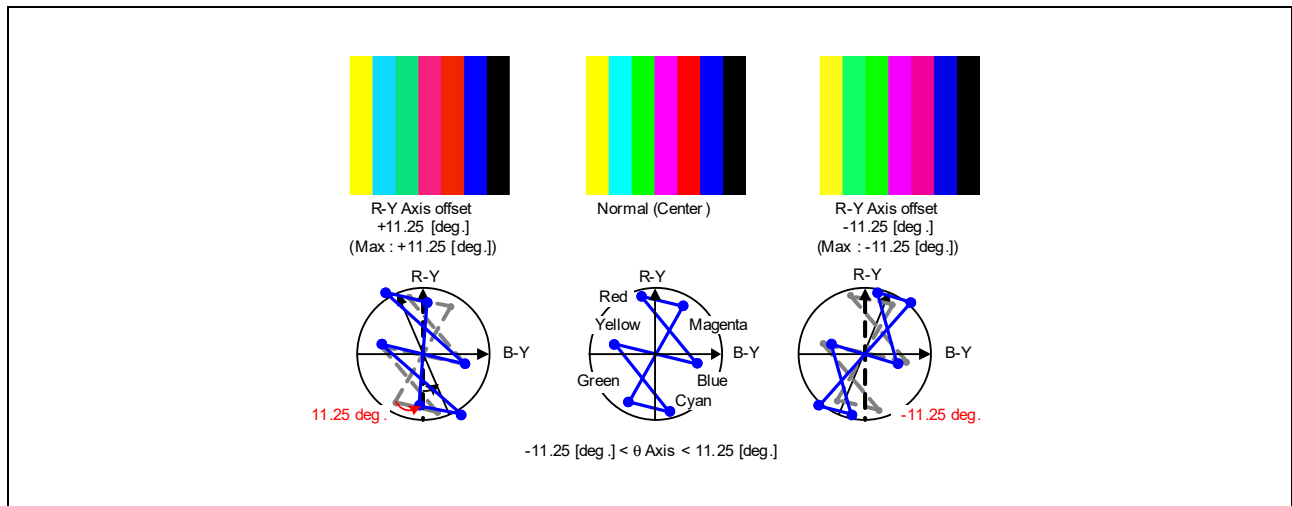 R-Y Axis offset
+11.25 [deg.]
(Max : +11.25 [deg.])
Normal (Center)
R-Y Axis offset
-11.25 [deg.]
(Max : -11.25 [deg.])
R-Y
B-Y
11.25 deg.
R-Y
Red
Magenta
Yellow
B-Y
Green
Blue
Cyan
R-Y
B-Y
-11.25 deg.
-11.25 [deg.] < θ Axis < 11.25 [deg.]